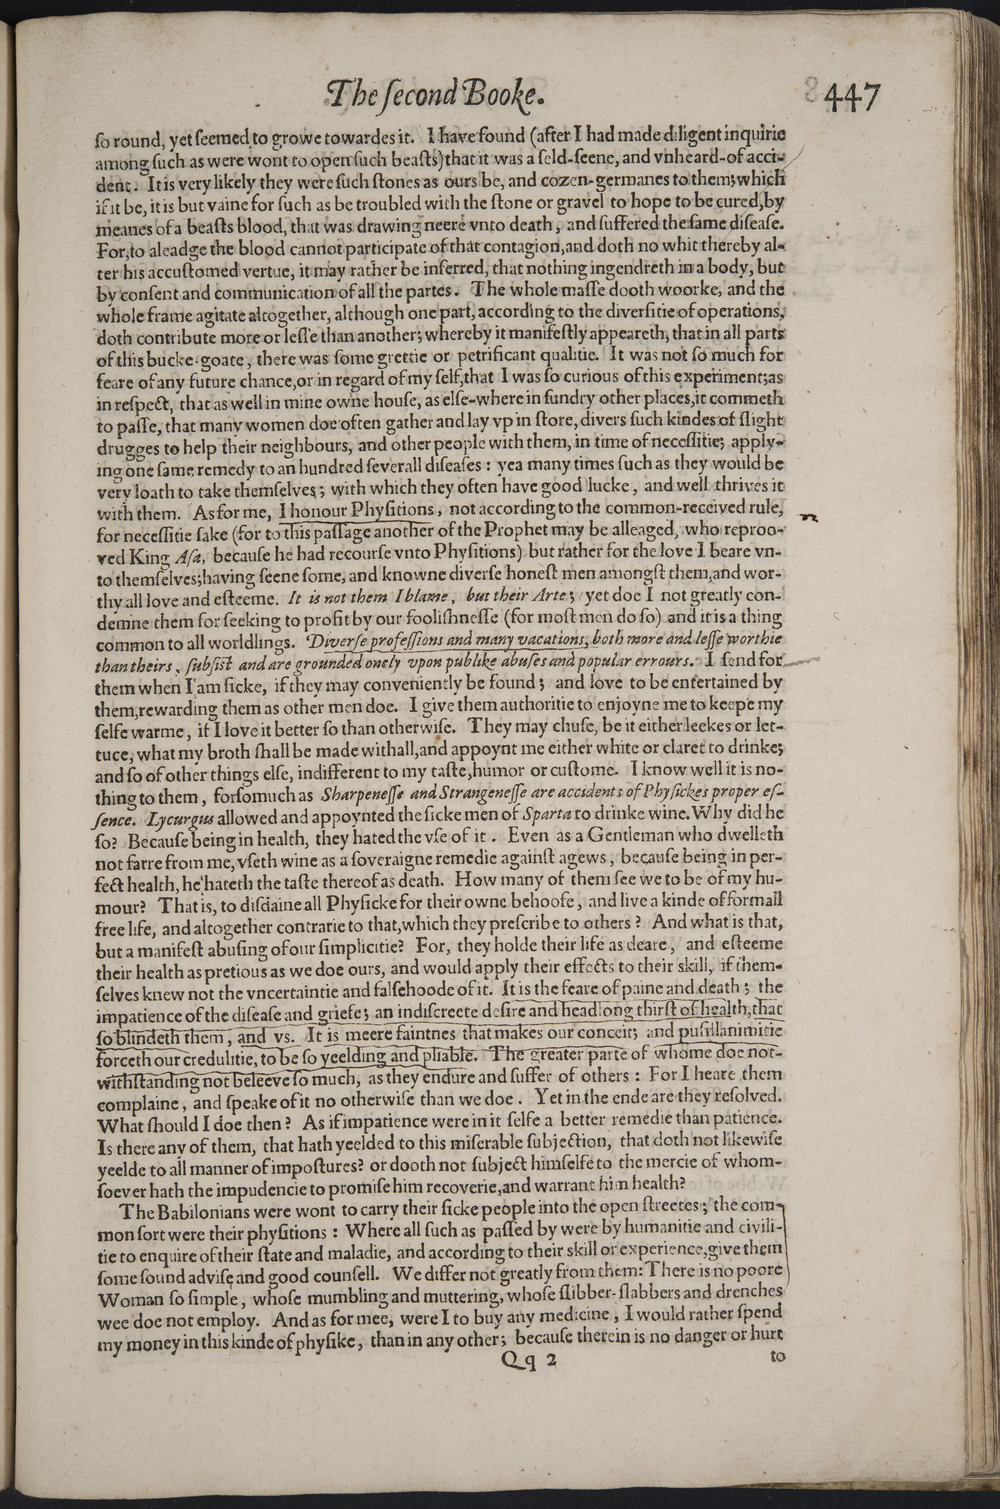 The ſecond Booke. 447
ſo round, yet ſeemed to growe towardes it. I have found (after I had made diligent inquirie
among ſuch as were wont to open ſuch beaſts) that it was a ſeld-ſeene, and vnheard-of acci-
dent. It is very likely they were ſuch ſtones as ours be, and cozen-germanes to them; which
if it be, it is but vaine for ſuch as be troubled with the ſtone or gravel to hope to be cured, by
meanes of a beaſts blood, that was drawing neere vnto death, and ſuffered the ſame diſeaſe.
For, to aleadge the blood cannot participate of that contagion, and doth no whit thereby al-
ter his accuſtomed vertue, it may rather be inferred, that nothing ingendreth in a body, but
by conſent and communication of all the partes. The whole maſſe dooth woorke, and the
whole frame agitate altogether, although one part, according to the diverſitie of operations,
doth contribute more or leſſe than another; whereby it manifeſtly appeareth, that in all parts
of this bucke-goate, there was ſome grettie or petrificant qualitie. It was not ſo much for
feare of any future chance, or in regard of my ſelf, that I was ſo curious of this experiment; as
in reſpect, that as well in mine owne houſe, as elſe-where in ſundry other places, it commeth
to paſſe, that many women doe often gather and lay vp in ſtore, divers ſuch kindes of ſlight
drugges to help their neighbours, and other people with them, in time of neceſſitie; apply-
ing one ſame remedy to an hundred ſeverall diſeaſes: yea many times ſuch as they would be
very loath to take themſelves; with which they often have good lucke, and well thrives it
with them. As for me, I honour Phyſitions, not according to the common-received rule,
for neceſſitie ſake (for to this paſſage another of the Prophet may be alleaged, who reproo-
ved King Aſa, becauſe he had recourſe vnto Phyſitions) but rather for the love I beare vn-
to themſelves; having ſeene ſome, and knowne diverſe honeſt men amongſt them, and wor-
thy all love and eſteeme. It is not them I blame, but their Arte; yet doe I not greatly con-
demne them for ſeeking to profit by our fooliſhneſſe (for moſt men do ſo) and it is a thing
common to all worldlings. Diverſe profeſſions and many vacations, both more and leſſe worthie
than theirs, ſubſiſt and are grounded onely vpon publike abuſes and popular errours. I ſend for
them when I am ſicke, if they may conveniently be found; and love to be entertained by
them, rewarding them as other men doe. I give them authoritie to enjoyne me to keepe my
ſelfe warme, if I love it better ſo than otherwiſe. They may chuſe, be it either leekes or let-
tuce, what my broth ſhall be made withall, and appoynt me either white or claret to drinke;
and ſo of other things elſe, indifferent to my taſte, humor or cuſtome. I know well it is no-
thing to them, forſomuch as Sharpeneſſe and Strangeneſſe are accidents of Phyſickes proper eſ-
ſence. Lycurgus allowed and appoynted the ſicke men of Sparta to drinke wine. Why did he
ſo? Becauſe being in health, they hated the vſe of it. Even as a Gentleman who dwelleth
not farre from me, vſeth wine as a ſoveraigne remedie againſt agews, becauſe being in per-
fect health, he hateth the taſte thereof as death. How many of them ſee we to be of my hu-
mour? That is, to diſdaine all Phyſicke for their owne behoofe, and live a kinde of formall
free life, and altogether contrarie to that, which they preſcribe to others? And what is that,
but a manifeſt abuſing of our ſimplicitie? For, they holde their life as deare, and eſteeme
their health as pretious as we doe ours, and would apply their effects to their skill, if them-
ſelves knew not the vncertaintie and falſehoode of it. It is the feare of paine and death; the
impatience of the diſeaſe and griefe; an indiſcreete deſire and headlong thirſt of health, that
ſo blindeth them, and vs. It is meere faintnes that makes our conceit; and puſillanimitie
forceth our credulitie, to be ſo yeelding and pliable. The greater parte of whome doe not-
withſtanding not beleeve ſo much, as they endure and ſuffer of others: For I heare them
complaine, and ſpeake of it no otherwiſe than we doe. Yet in the ende are they reſolved.
What ſhould I doe then? As if impatience were in it ſelfe a better remedie than patience.
Is there any of them, that hath yeelded to this miſerable ſubjection, that doth not likewiſe
yeelde to all manner of impoſtures? or dooth not ſubject himſelfe to the mercie of whom-
ſoever hath the impudencie to promiſe him recoverie, and warrant him health?
The Babilonians were wont to carry their ſicke people into the open ſtreetes; the com-
mon ſort were their phyſitions: Where all ſuch as paſſed by were by humanitie and civili-
tie to enquire of their ſtate and maladie, and according to their skill or experience, give them
ſome ſound adviſe and good counſell. We differ not greatly from them: There is no poore
Woman ſo ſimple, whoſe mumbling and muttering, whoſe ſlibber-ſlabbers and drenches
wee doe not employ. And as for mee, were I to buy any medicine, I would rather ſpend
my money in this kinde of phyſike, than in any other; becauſe therein is no danger or hurt
Qq 2 to